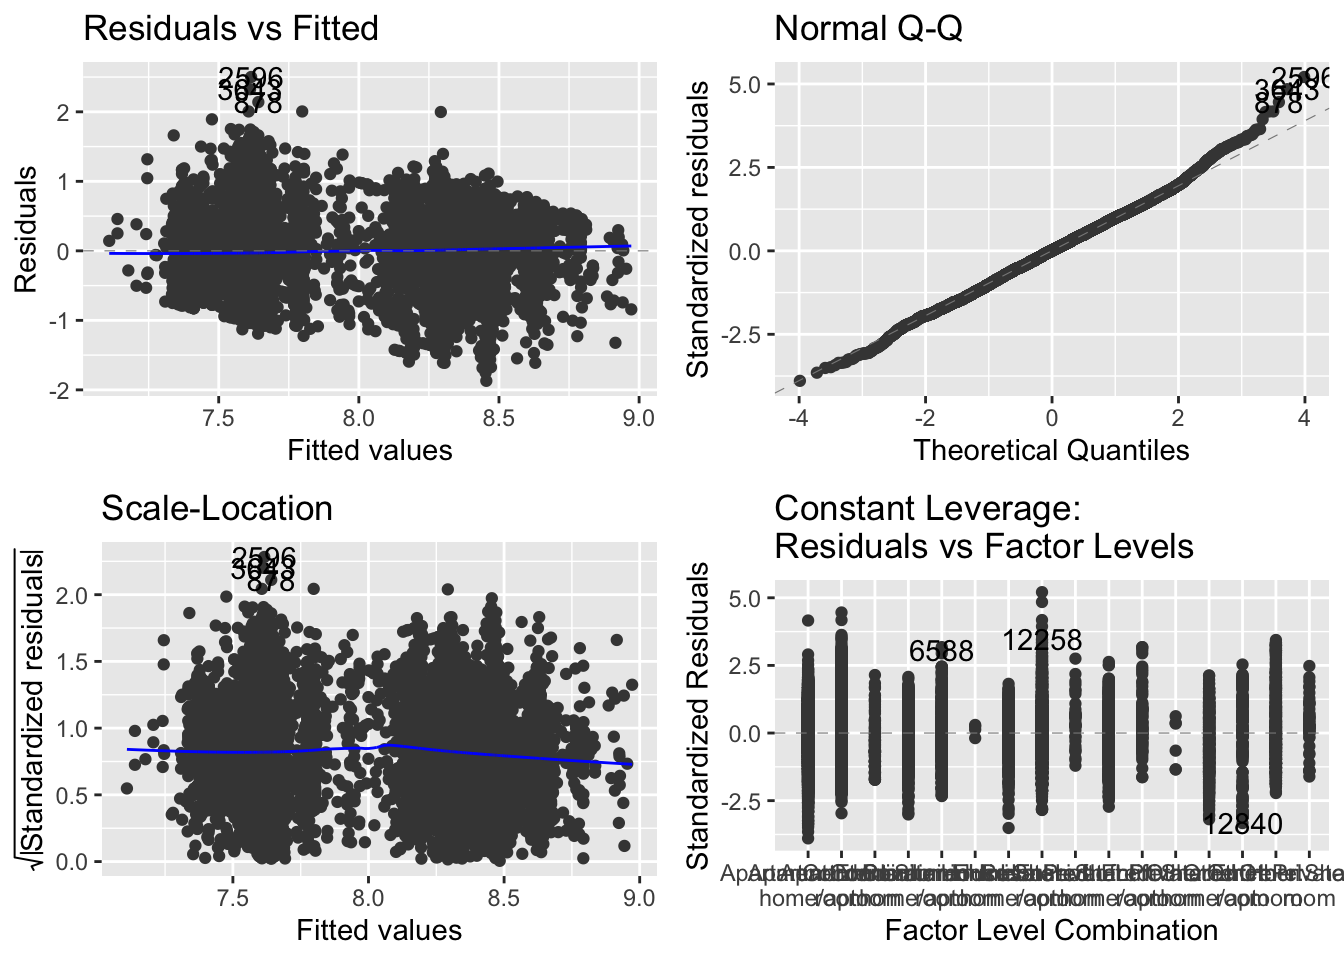 Residuals vs Fitted
2596
3643
878
2
1
0
-1
-2
Residuals
7.5 8.0 8.5 9.0
Fitted values
Normal Q-Q
2596
3643
878
5.0
2.5
0.0
-2.5
Standardized residuals
-4 -2 0 2 4
Theoretical Quantiles
Scale-Location
2596
3643
878
2.0
1.5
1.0
0.5
0.0
√|Standardized residuals|
7.5 8.0 8.5 9.0
Fitted values
Constant Leverage:
Residuals vs Factor Levels
5.0
2.5
0.0
-2.5
Standardized Residuals
6588
12258
12840
Factor Level Combination